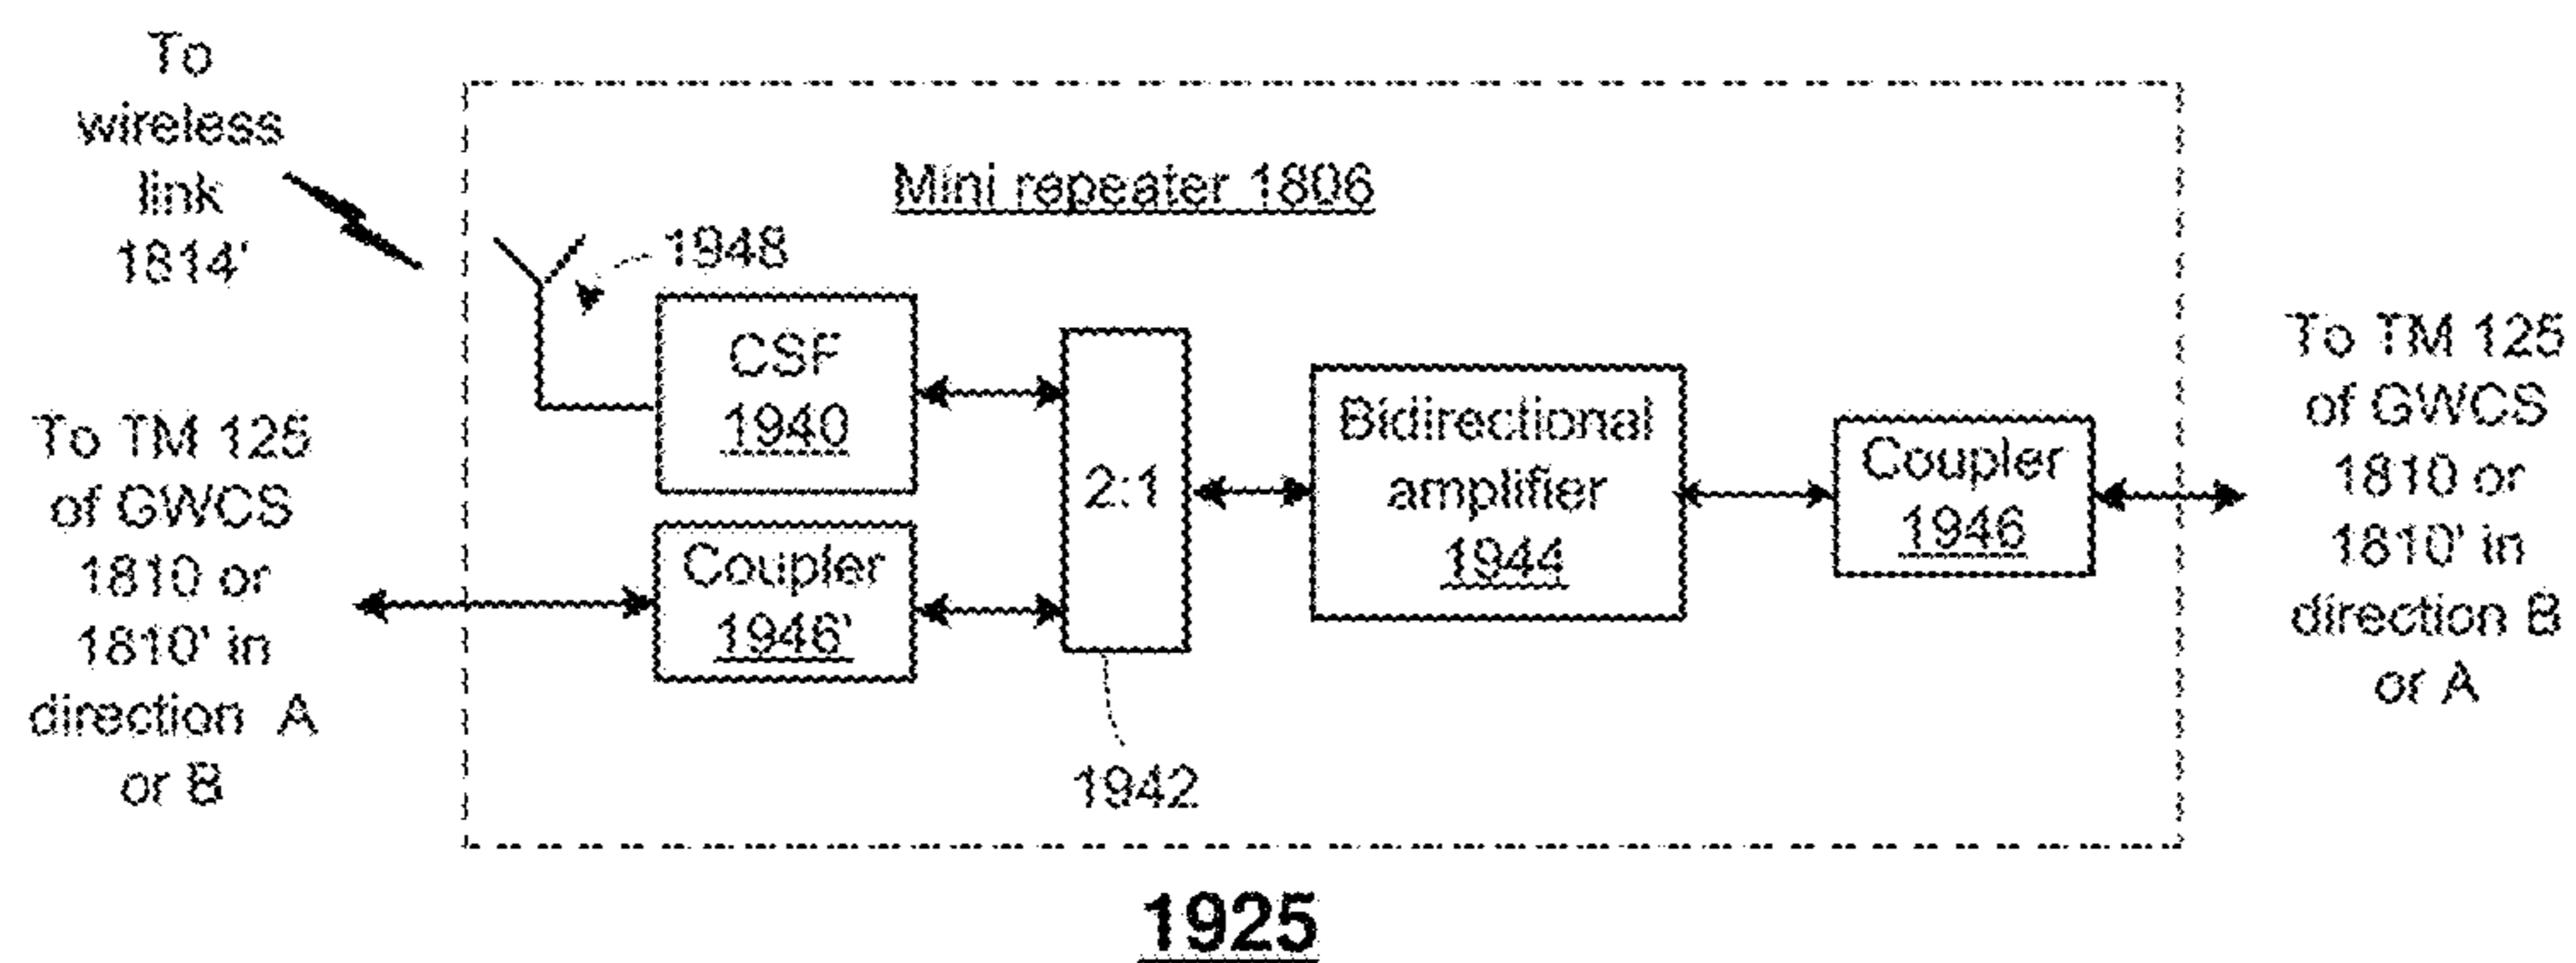 To
wireless
link
1814'
To TM 125
of GWCS
1810 or
1810' in
direction A
or B
Mini repeater 1806
1948
CSF
1940
Coupler
1946'
2:1
1942
Bidirectional
amplifier
1944
Coupler
1946
To TM 125
of GWCS
1810 or
1810' in
direction B
or A
1925